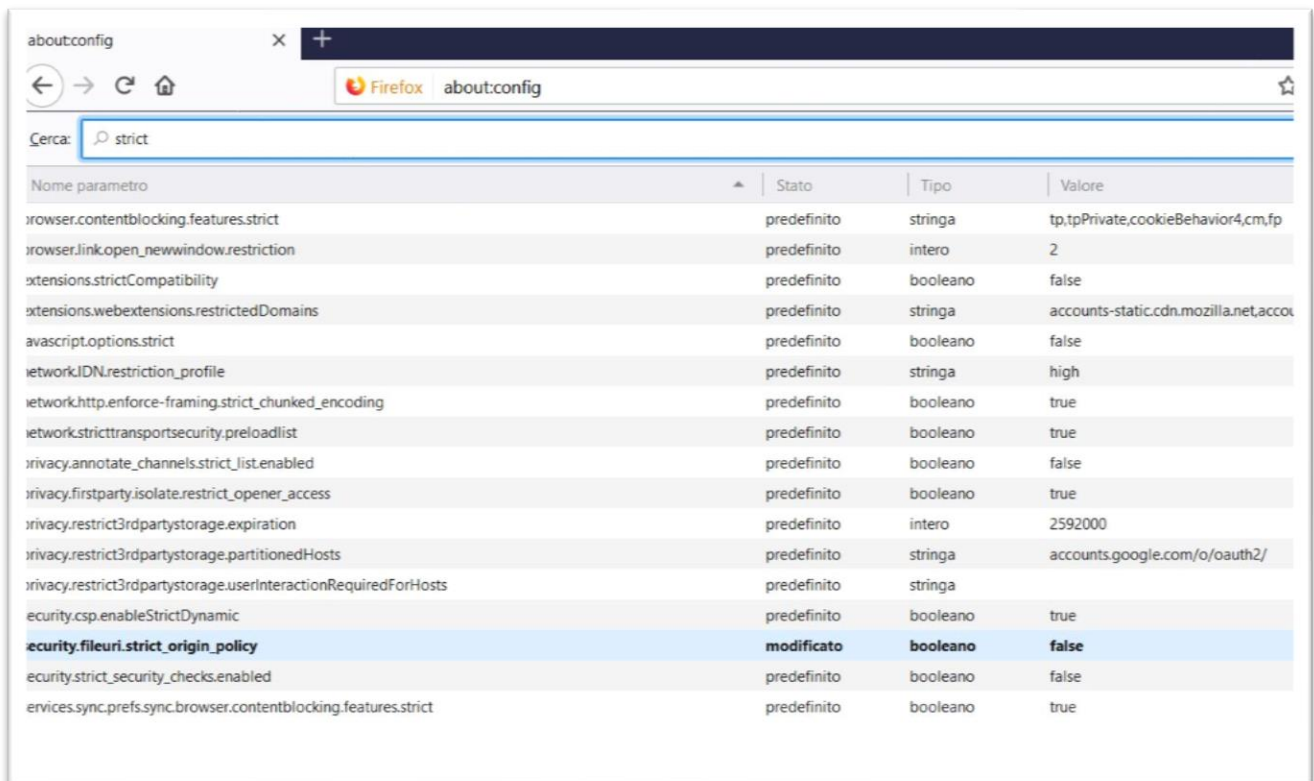 about:config
Firefox about:config
Cerca: strict
Nome parametro Stato Tipo Valore
rowser.contentblocking.features.strict predefinito stringa tp,tpPrivate,cookieBehavior4,cm,fp
rowser.link.open_newwindow.restriction predefinito intero 2
xtensions.strictCompatibility predefinito booleano false
xtensions.webextensions.restrictedDomains predefinito stringa accounts-static.cdn.mozilla.net,accou
avascript.options.strict predefinito booleano false
etwork.IDN.restriction_profile predefinito stringa high
etwork.http.enforce-framing.strict_chunked_encoding predefinito booleano true
etwork.stricttransportsecurity.preloadlist predefinito booleano true
rivacy.annotate_channels.strict_list.enabled predefinito booleano false
rivacy.firstparty.isolate.restrict_opener_access predefinito booleano true
rivacy.restrict3rdpartystorage.expiration predefinito intero 2592000
rivacy.restrict3rdpartystorage.partitionedHosts predefinito stringa accounts.google.com/o/oauth2/
rivacy.restrict3rdpartystorage.userInteractionRequiredForHosts predefinito stringa
ecurity.csp.enableStrictDynamic predefinito booleano true
ecurity.fileuri.strict_origin_policy modificato booleano false
ecurity.strict_security_checks.enabled predefinito booleano false
ervices.sync.prefs.sync.browser.contentblocking.features.strict predefinito booleano true